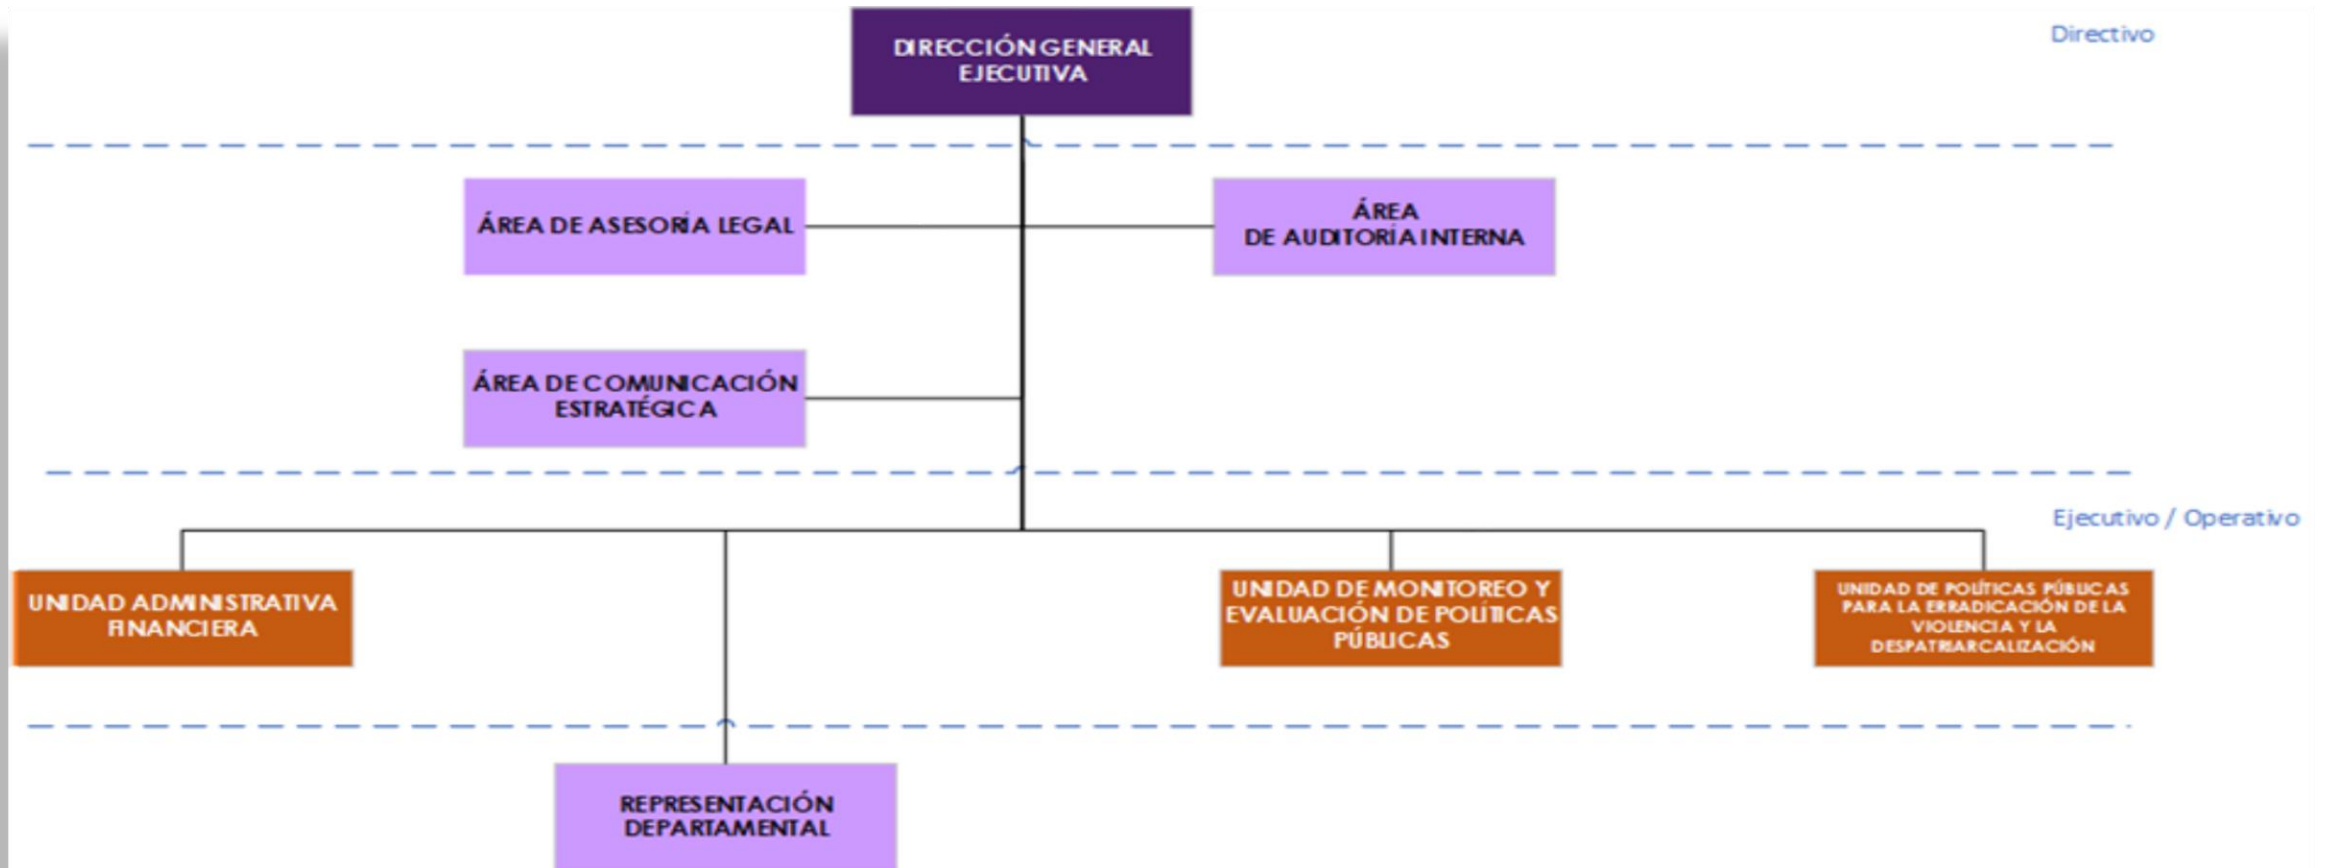 DIRECCIÓN GENERAL
EJECUTIVA
Directivo
ÁREA DE ASESORÍA LEGAL
ÁREA
DE AUDITORÍA INTERNA
ÁREA DE COMUNICACIÓN
ESTRATÉGICA
Ejecutivo / Operativo
UNIDAD ADMINISTRATIVA
FINANCIERA
UNIDAD DE MONITOREO Y
EVALUACIÓN DE POLÍTICAS
PÚBLICAS
UNIDAD DE POLÍTICAS PÚBLICAS
PARA LA ERRADICACIÓN DE LA
VIOLENCIA Y LA
DESPATRIARCALIZACIÓN
REPRESENTACIÓN
DEPARTAMENTAL